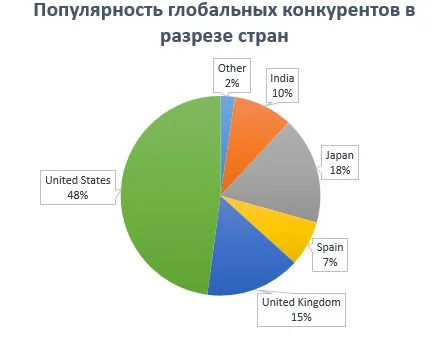 Популярность глобальных конкурентов в
разрезе стран
Other
2%
India
10%
Japan
18%
United States
48%
Spain
7%
United Kingdom
15%